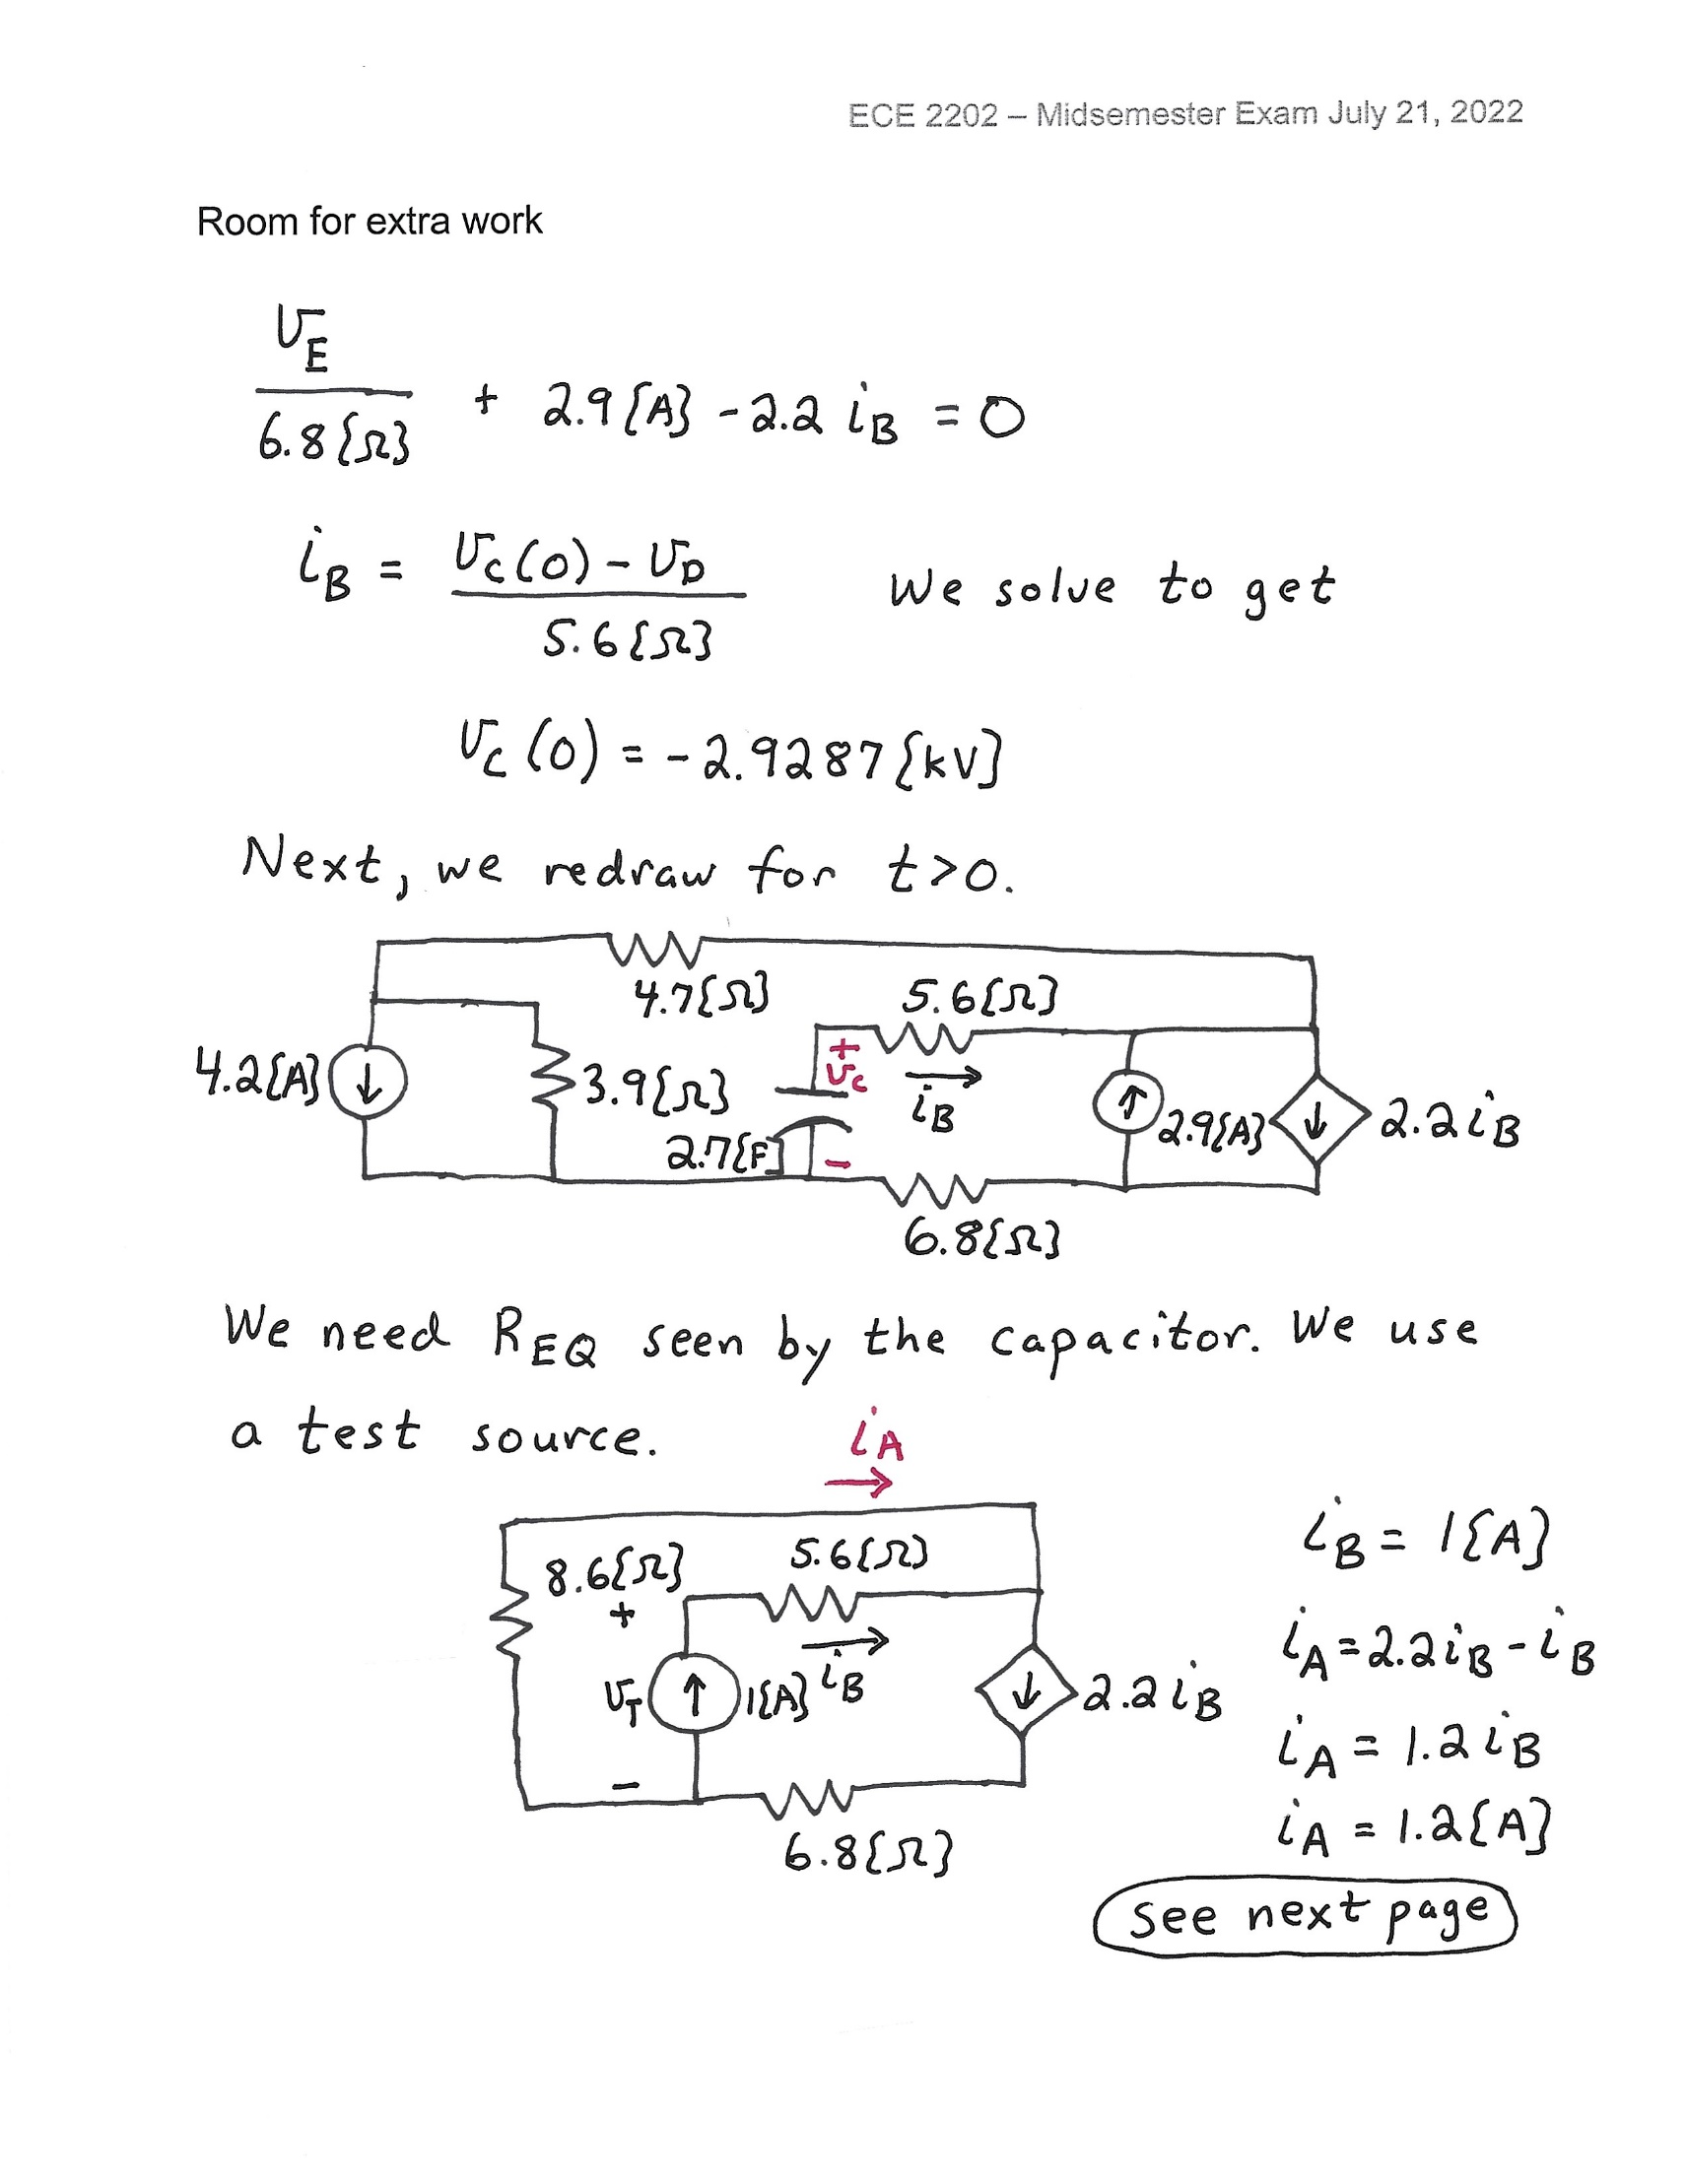 ECE 2202 – Midsemester Exam July 21, 2022
Room for extra work
v_E / 6.8{Ω} + 2.9{A} - 2.2 i_B = 0
i_B = (v_C(0) - v_D) / 5.6{Ω} We solve to get
v_C(0) = -2.9287{kV}
Next, we redraw for t>0.
4.7{Ω} 5.6{Ω}
4.2{A} 3.9{Ω} + v_C i_B 2.9{A} 2.2 i_B
2.7{F} -
6.8{Ω}
We need R_EQ seen by the capacitor. We use
a test source. i_A
8.6{Ω} 5.6{Ω} i_B = 1{A}
+
v_T 1{A} i_B 2.2 i_B i_A = 2.2 i_B - i_B
i_A = 1.2 i_B
-
6.8{Ω} i_A = 1.2{A}
see next page